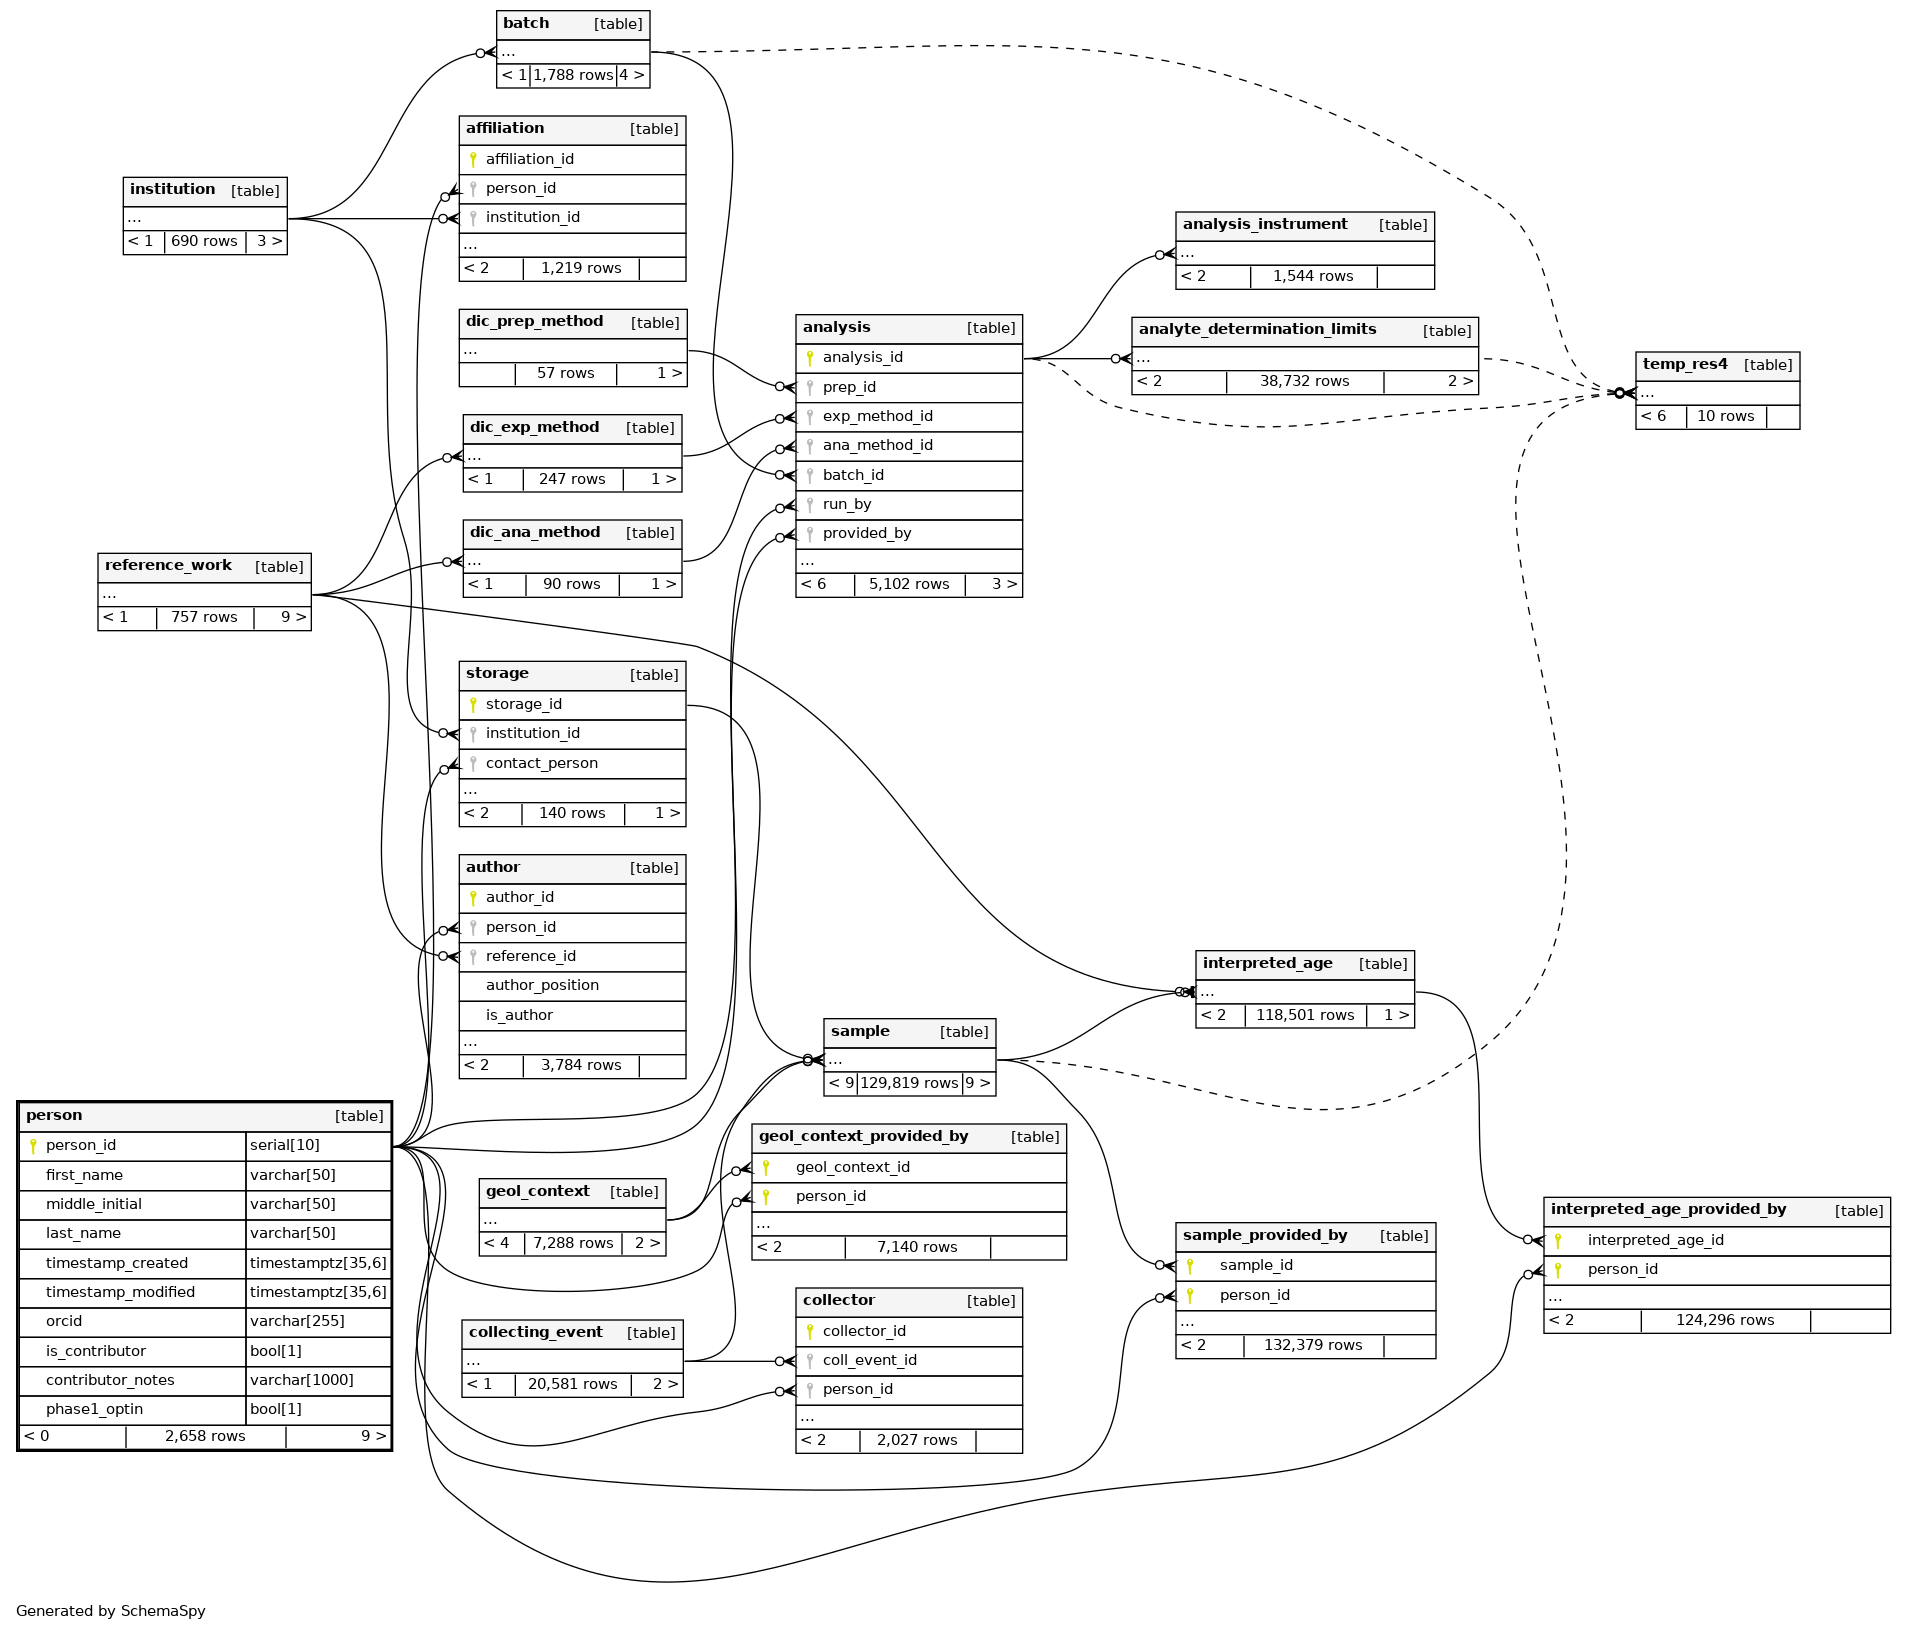 batch [table]
...
< 1 1,788 rows 4 >
affiliation [table]
affiliation_id
person_id
institution_id
...
< 2 1,219 rows
institution [table]
...
< 1 690 rows 3 >
analysis_instrument [table]
...
< 2 1,544 rows
dic_prep_method [table]
...
57 rows 1 >
analysis [table]
analysis_id
prep_id
exp_method_id
ana_method_id
batch_id
run_by
provided_by
...
< 6 5,102 rows 3 >
analyte_determination_limits [table]
...
< 2 38,732 rows 2 >
temp_res4 [table]
...
< 6 10 rows
dic_exp_method [table]
...
< 1 247 rows 1 >
dic_ana_method [table]
...
< 1 90 rows 1 >
reference_work [table]
...
< 1 757 rows 9 >
storage [table]
storage_id
institution_id
contact_person
...
< 2 140 rows 1 >
author [table]
author_id
person_id
reference_id
author_position
is_author
...
< 2 3,784 rows
interpreted_age [table]
...
< 2 118,501 rows 1 >
sample [table]
...
< 9 129,819 rows 9 >
person [table]
person_id serial[10]
first_name varchar[50]
middle_initial varchar[50]
last_name varchar[50]
timestamp_created timestamptz[35,6]
timestamp_modified timestamptz[35,6]
orcid varchar[255]
is_contributor bool[1]
contributor_notes varchar[1000]
phase1_optin bool[1]
< 0 2,658 rows 9 >
geol_context_provided_by [table]
geol_context_id
person_id
...
< 2 7,140 rows
geol_context [table]
...
< 4 7,288 rows 2 >
interpreted_age_provided_by [table]
interpreted_age_id
person_id
...
< 2 124,296 rows
sample_provided_by [table]
sample_id
person_id
...
< 2 132,379 rows
collector [table]
collector_id
coll_event_id
person_id
...
< 2 2,027 rows
collecting_event [table]
...
< 1 20,581 rows 2 >
Generated by SchemaSpy